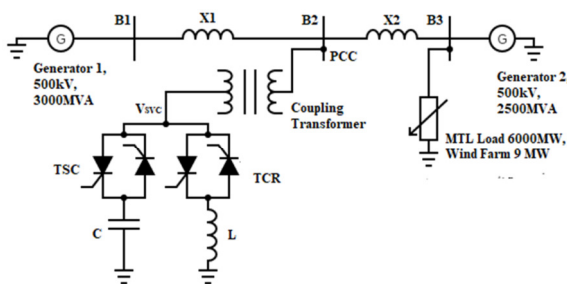 B1
X1
B2
X2
B3
G
G
PCC
Generator 1,
500kV,
3000MVA
Generator 2
500kV,
2500MVA
V_SVC
Coupling
Transformer
MTL Load 6000MW,
Wind Farm 9 MW
TSC
TCR
C
L